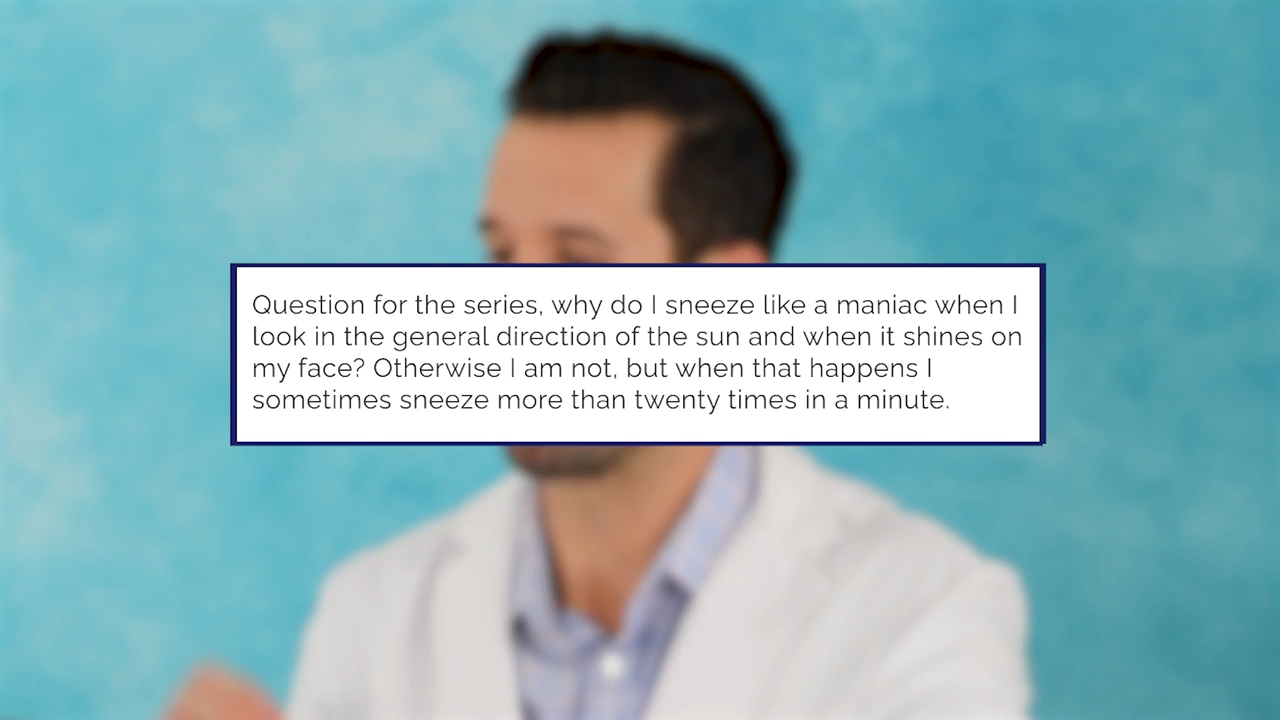 Question for the series, why do I sneeze like a maniac when I
look in the general direction of the sun and when it shines on
my face? Otherwise I am not, but when that happens I
sometimes sneeze more than twenty times in a minute.